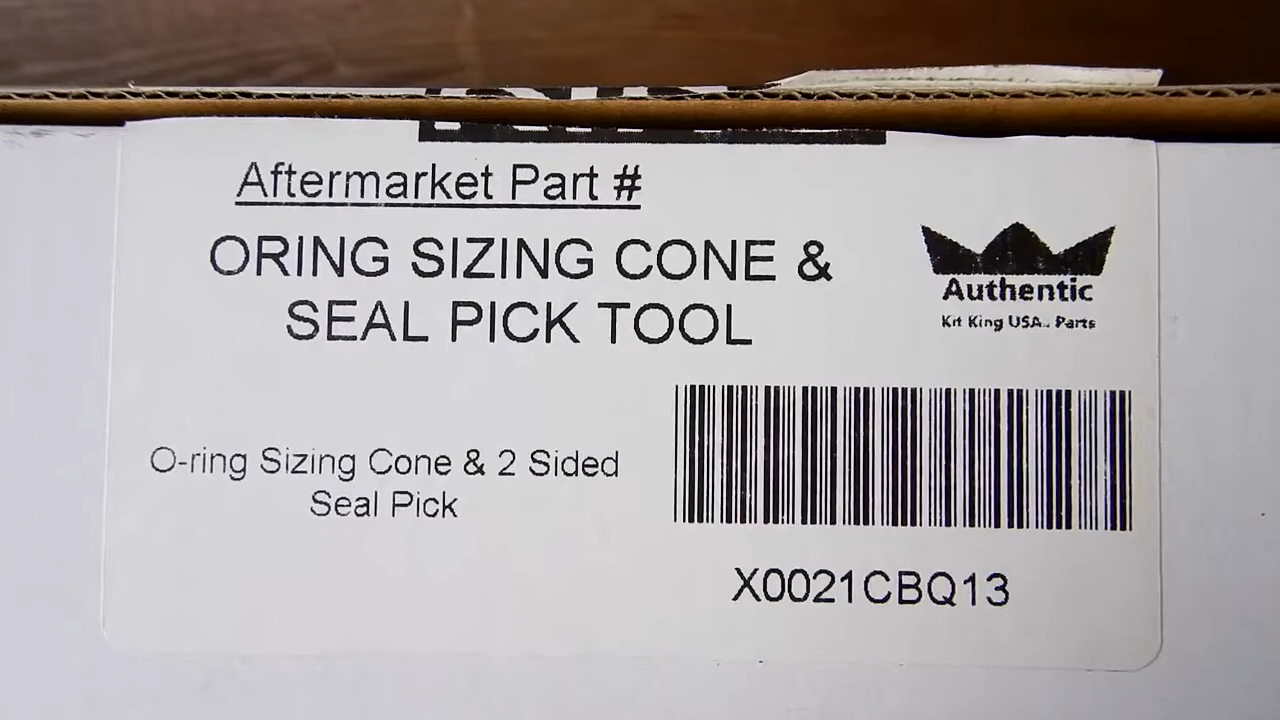 Aftermarket Part #
ORING SIZING CONE &
SEAL PICK TOOL
Authentic
Kit King USA.. Parts
O-ring Sizing Cone & 2 Sided
Seal Pick
X0021CBQ13